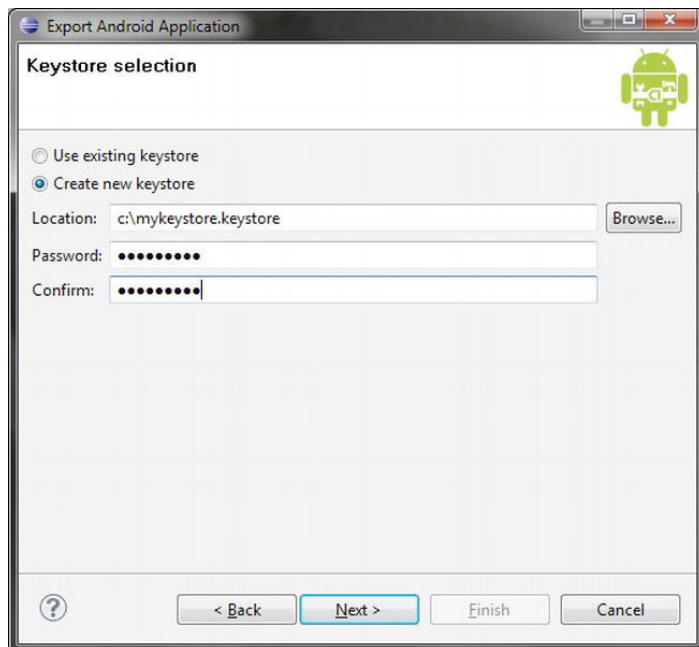 Export Android Application
Keystore selection
Use existing keystore
Create new keystore
Location: c:\mykeystore.keystore Browse...
Password: ●●●●●●●●●
Confirm: ●●●●●●●●●
? < Back Next > Finish Cancel